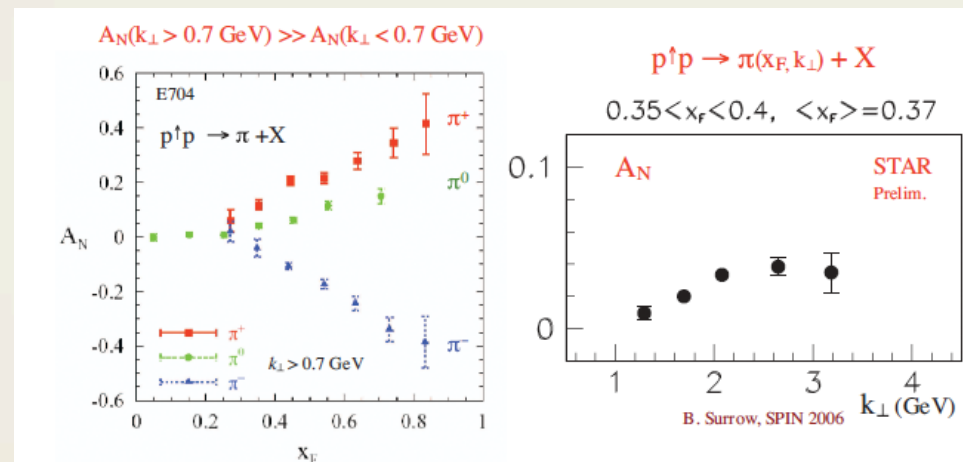 A_N(k⊥ > 0.7 GeV) >> A_N(k⊥ < 0.7 GeV)
0.6
0.4
0.2
0
-0.2
-0.4
-0.6
A_N
E704
p↑p → π +X
π⁺
π⁰
π⁻
π⁺
π⁰
π⁻
k⊥ > 0.7 GeV
0 0.2 0.4 0.6 0.8 1
x_F
p↑p → π(x_F, k⊥) + X
0.35<x_F<0.4, <x_F>=0.37
0.1
0
A_N
STAR
Prelim.
1 2 3 4
k⊥ (GeV)
B. Surrow, SPIN 2006